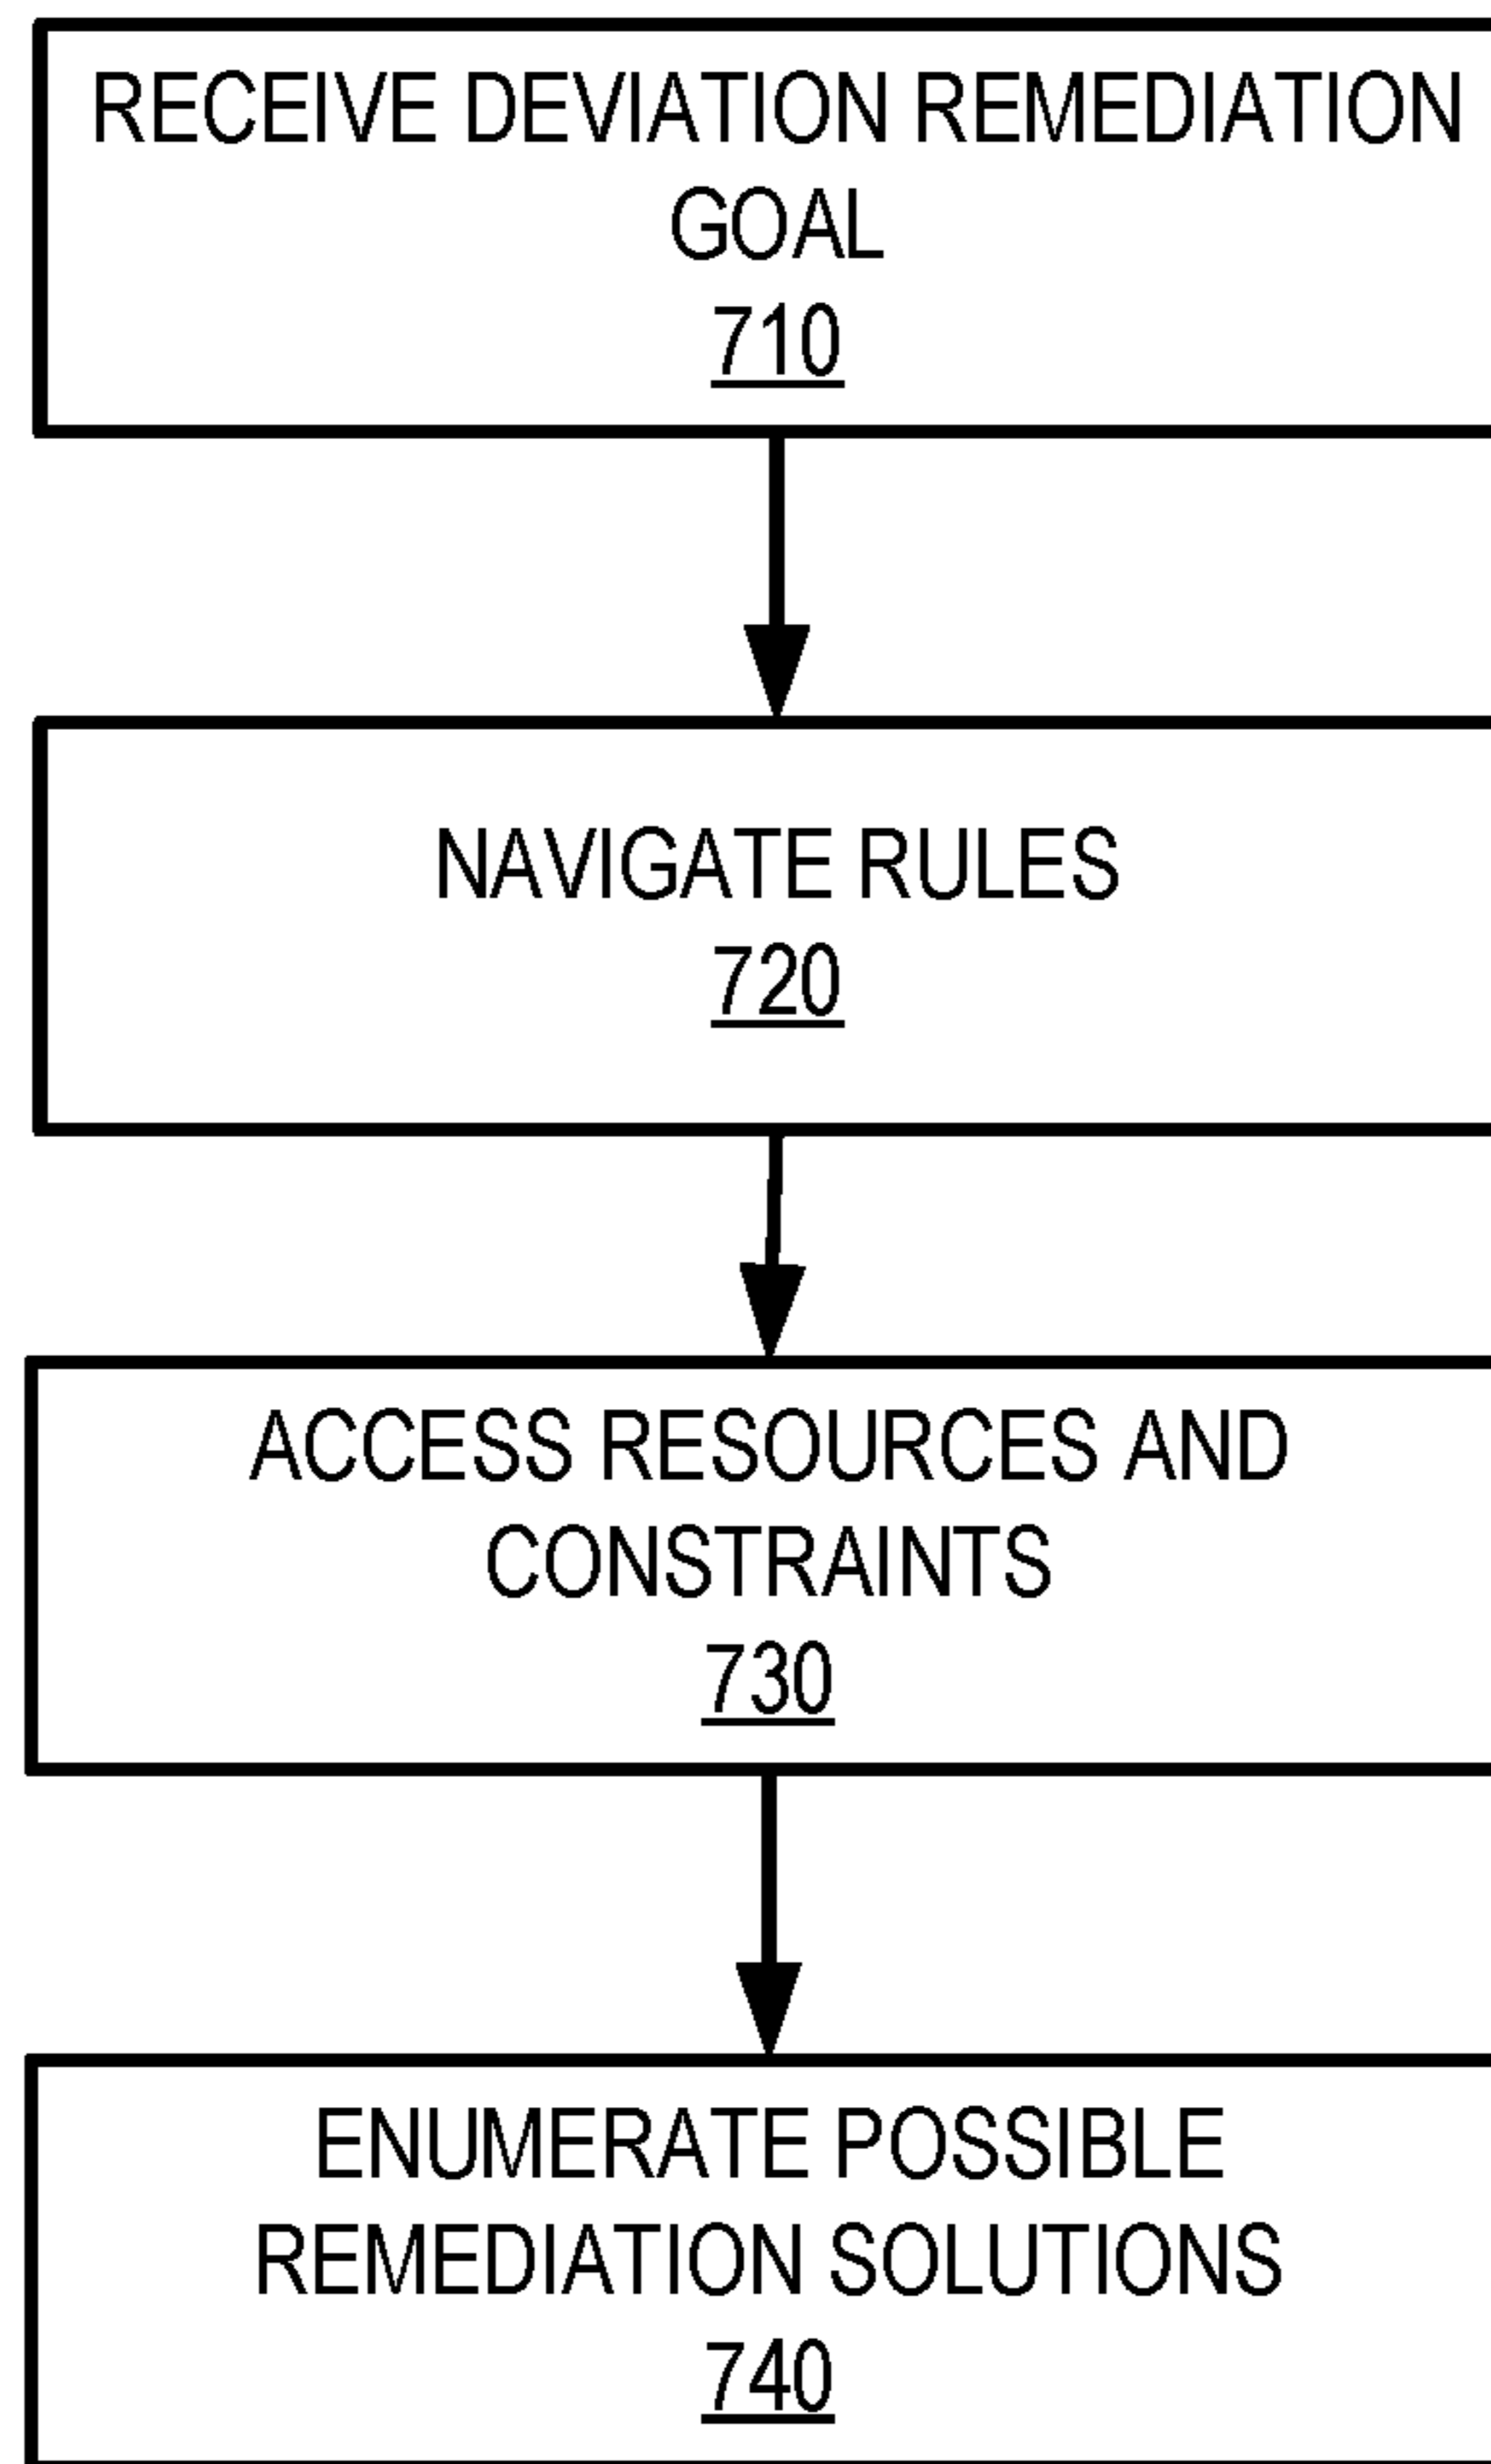 RECEIVE DEVIATION REMEDIATION
GOAL
710
NAVIGATE RULES
720
ACCESS RESOURCES AND
CONSTRAINTS
730
ENUMERATE POSSIBLE
REMEDIATION SOLUTIONS
740